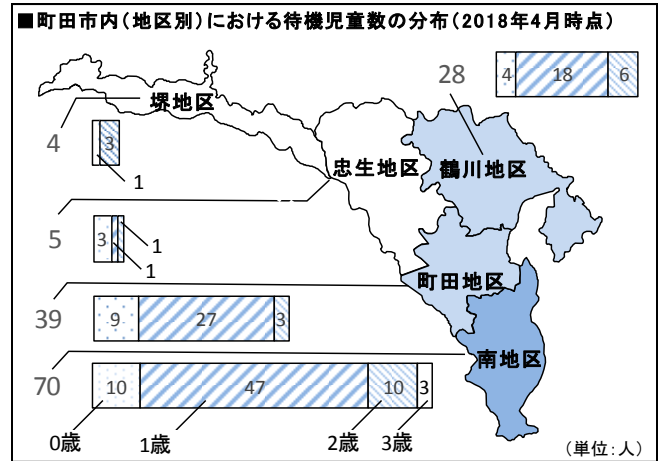 ■町田市内(地区別)における待機児童数の分布(2018年4月時点)
28
4 18 6
堺地区
4
3
1
忠生地区
鶴川地区
5
3
1
1
町田地区
39
9 27 3
南地区
70
10 47 10 3
0歳 1歳 2歳 3歳
(単位:人)